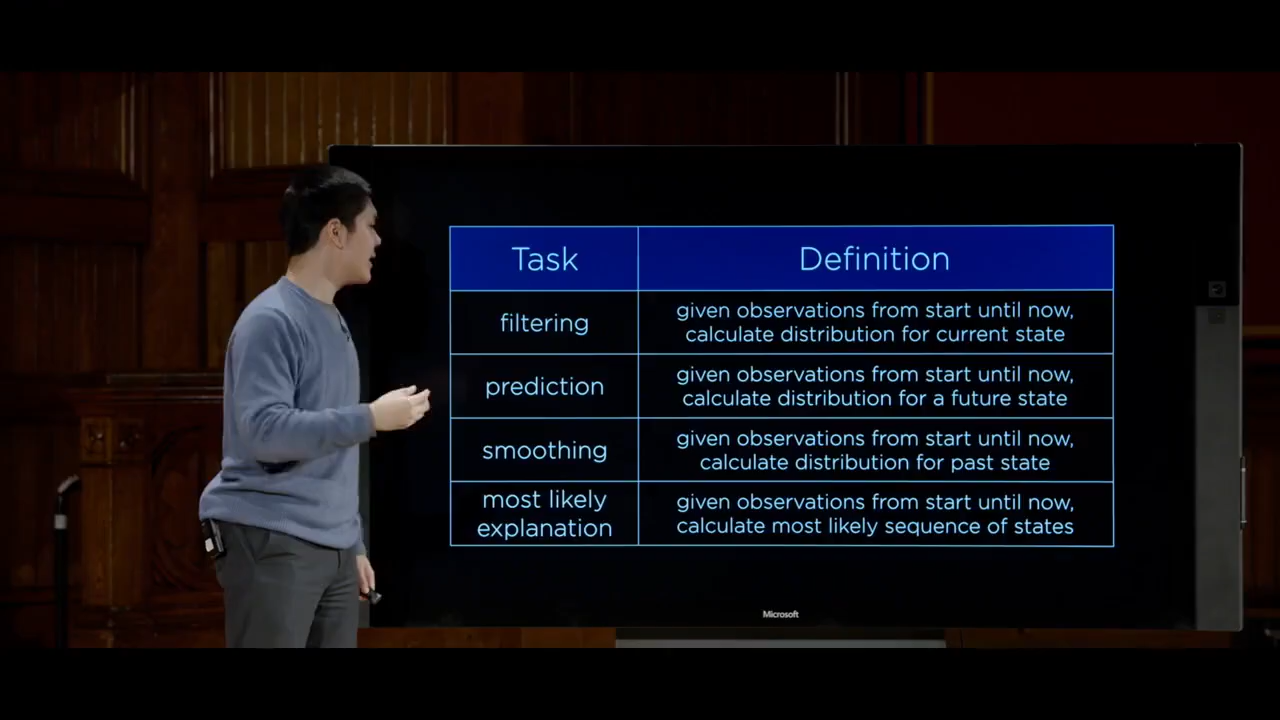 Task
Definition
filtering
given observations from start until now,
calculate distribution for current state
prediction
given observations from start until now,
calculate distribution for a future state
smoothing
given observations from start until now,
calculate distribution for past state
most likely
explanation
given observations from start until now,
calculate most likely sequence of states
Microsoft